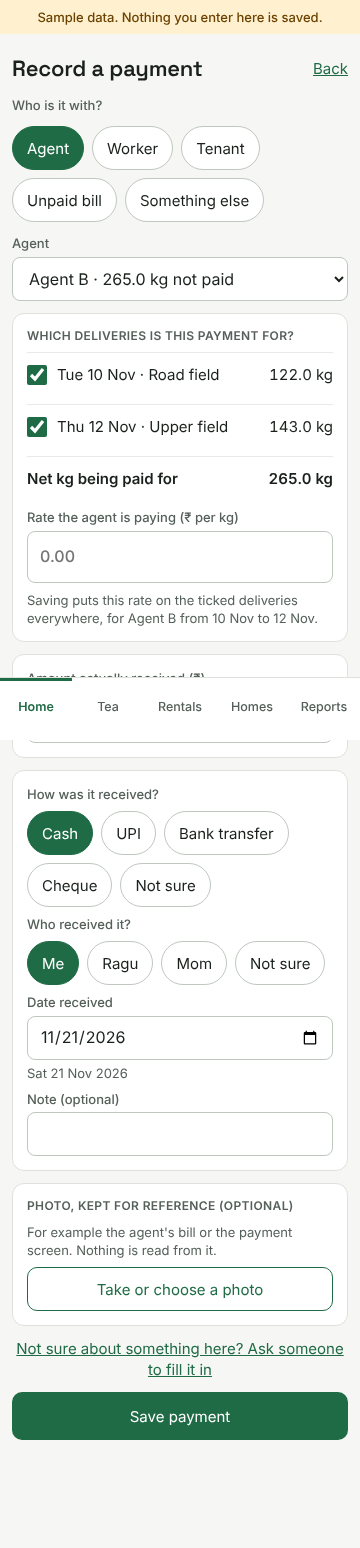 Sample data. Nothing you enter here is saved.
Record a payment
Back
Who is it with?
Agent
Worker
Tenant
Unpaid bill
Something else
Agent
Agent B · 265.0 kg not paid
WHICH DELIVERIES IS THIS PAYMENT FOR?
Tue 10 Nov · Road field 122.0 kg
Thu 12 Nov · Upper field 143.0 kg
Net kg being paid for 265.0 kg
Rate the agent is paying (₹ per kg)
0.00
Saving puts this rate on the ticked deliveries
everywhere, for Agent B from 10 Nov to 12 Nov.
Amount actually received (₹)
Home
Tea
Rentals
Homes
Reports
How was it received?
Cash
UPI
Bank transfer
Cheque
Not sure
Who received it?
Me
Ragu
Mom
Not sure
Date received
11/21/2026
Sat 21 Nov 2026
Note (optional)
PHOTO, KEPT FOR REFERENCE (OPTIONAL)
For example the agent's bill or the payment
screen. Nothing is read from it.
Take or choose a photo
Not sure about something here? Ask someone
to fill it in
Save payment